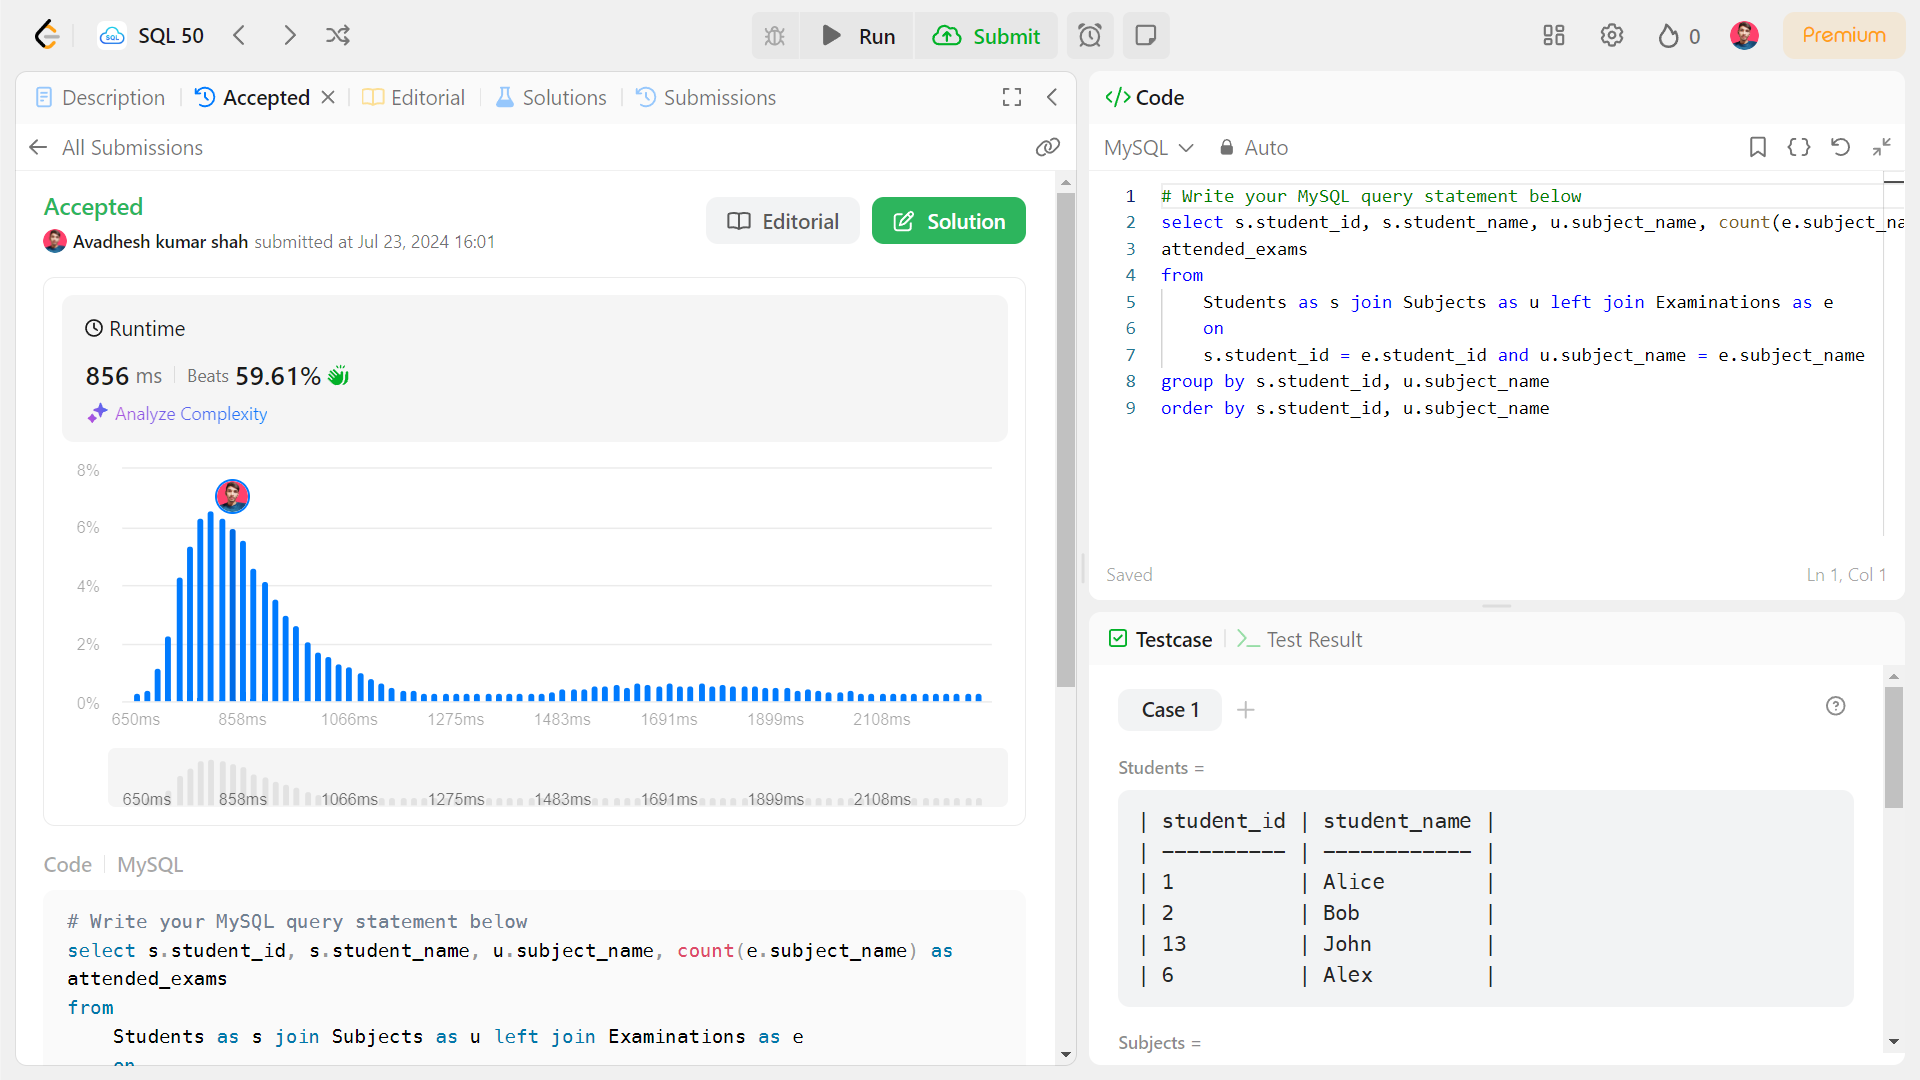 SQL 50
Run
Submit
0
Premium
Description
Accepted
Editorial
Solutions
Submissions
All Submissions
Accepted
Avadhesh kumar shah submitted at Jul 23, 2024 16:01
Editorial
Solution
Runtime
856 ms
Beats 59.61%
Analyze Complexity
8%
6%
4%
2%
0%
650ms 858ms 1066ms 1275ms 1483ms 1691ms 1899ms 2108ms
650ms 858ms 1066ms 1275ms 1483ms 1691ms 1899ms 2108ms
Code
MySQL
# Write your MySQL query statement below
select s.student_id, s.student_name, u.subject_name, count(e.subject_name) as
attended_exams
from
Students as s join Subjects as u left join Examinations as e
on
Code
MySQL
Auto
1 # Write your MySQL query statement below
2 select s.student_id, s.student_name, u.subject_name, count(e.subject_na
3 attended_exams
4 from
5 Students as s join Subjects as u left join Examinations as e
6 on
7 s.student_id = e.student_id and u.subject_name = e.subject_name
8 group by s.student_id, u.subject_name
9 order by s.student_id, u.subject_name
Saved
Ln 1, Col 1
Testcase
Test Result
Case 1
Students =
| student_id | student_name |
| ---------- | ------------ |
| 1 | Alice |
| 2 | Bob |
| 13 | John |
| 6 | Alex |
Subjects =